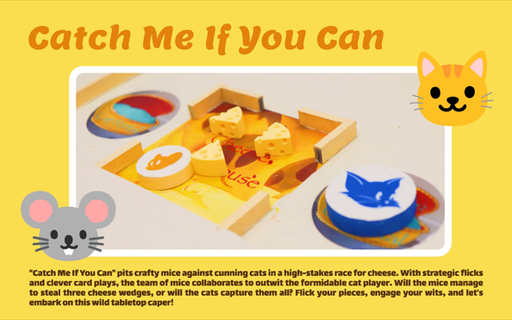 Catch Me If You Can
Cheese
House
"Catch Me If You Can" pits crafty mice against cunning cats in a high-stakes race for cheese. With strategic flicks
and clever card plays, the team of mice collaborates to outwit the formidable cat player. Will the mice manage
to steal three cheese wedges, or will the cats capture them all? Flick your pieces, engage your wits, and let's
embark on this wild tabletop caper!